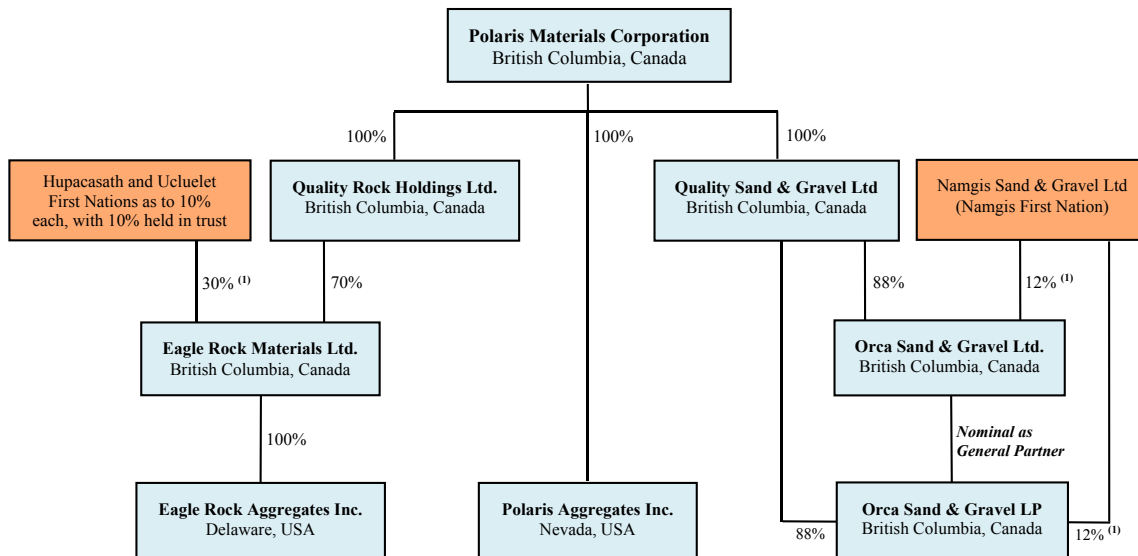 Polaris Materials Corporation
British Columbia, Canada
100%
100%
100%
Hupacasath and Ucluelet
First Nations as to 10%
each, with 10% held in trust
Quality Rock Holdings Ltd.
British Columbia, Canada
Quality Sand & Gravel Ltd
British Columbia, Canada
Namgis Sand & Gravel Ltd
(Namgis First Nation)
30% (1)
70%
88%
12% (1)
Eagle Rock Materials Ltd.
British Columbia, Canada
Orca Sand & Gravel Ltd.
British Columbia, Canada
100%
Nominal as
General Partner
Eagle Rock Aggregates Inc.
Delaware, USA
Polaris Aggregates Inc.
Nevada, USA
88%
Orca Sand & Gravel LP
British Columbia, Canada
12% (1)